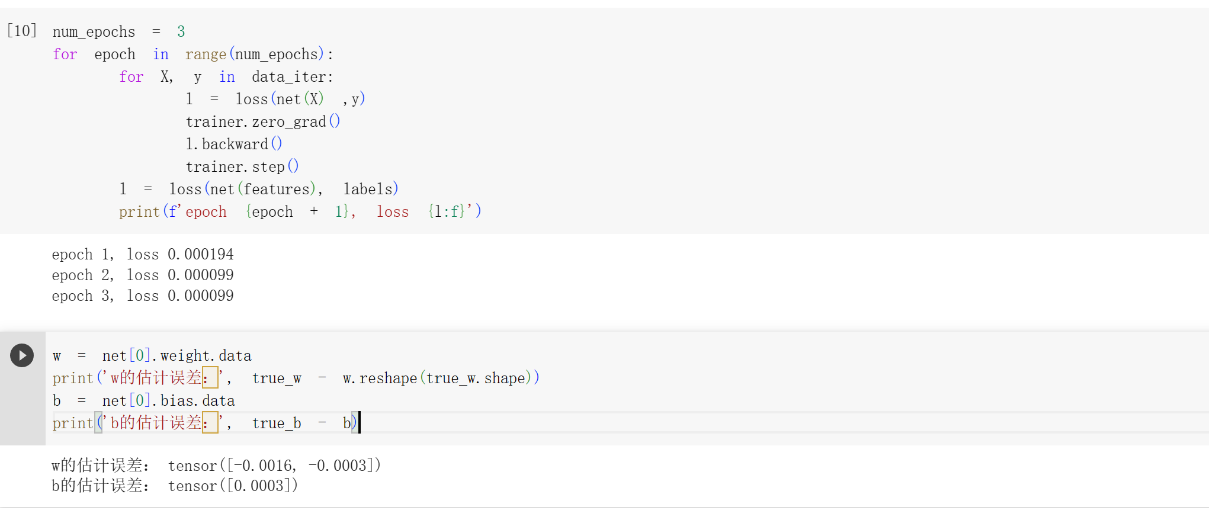 [10] num_epochs = 3
for epoch in range(num_epochs):
for X, y in data_iter:
l = loss(net(X) ,y)
trainer.zero_grad()
l.backward()
trainer.step()
l = loss(net(features), labels)
print(f'epoch {epoch + 1}, loss {l:f}')
epoch 1, loss 0.000194
epoch 2, loss 0.000099
epoch 3, loss 0.000099
w = net[0].weight.data
print('w的估计误差：', true_w - w.reshape(true_w.shape))
b = net[0].bias.data
print('b的估计误差：', true_b - b)
w的估计误差： tensor([-0.0016, -0.0003])
b的估计误差： tensor([0.0003])